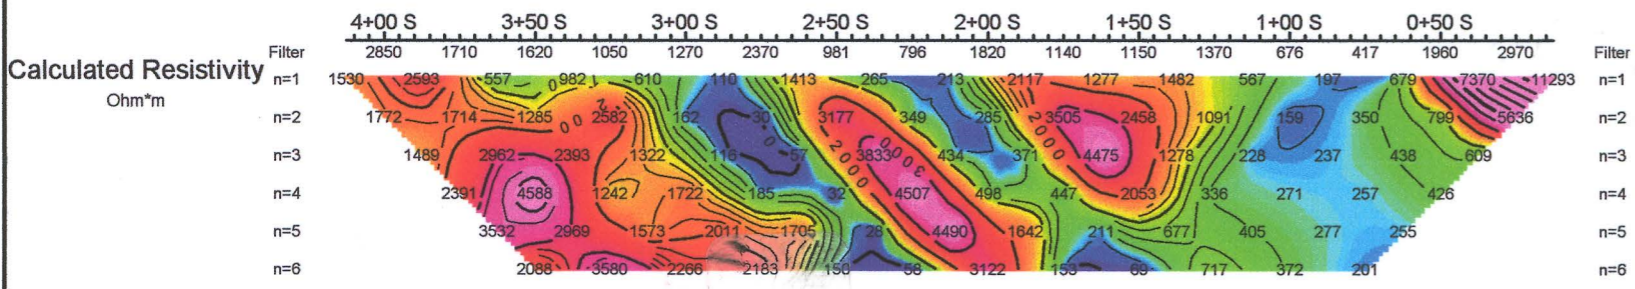 4+00 S 3+50 S 3+00 S 2+50 S 2+00 S 1+50 S 1+00 S 0+50 S
Filter 2850 1710 1620 1050 1270 2370 981 796 1820 1140 1150 1370 676 417 1960 2970 Filter
Calculated Resistivity
Ohm*m
n=1 1530 2593 557 982 610 110 1413 265 213 2117 1277 1482 567 197 679 7370 11293 n=1
n=2 1772 1714 1285 2582 162 30 3177 349 285 3505 2458 1091 159 350 799 5636 n=2
n=3 1489 2962 2393 1322 116 57 3833 434 371 4475 1278 228 237 438 609 n=3
n=4 2391 4588 1242 1722 185 32 4507 498 447 2053 336 271 257 426 n=4
n=5 3532 2969 1573 2011 1705 28 4490 1642 211 677 405 277 255 n=5
n=6 2088 3580 2266 2183 150 58 3122 153 69 717 372 201 n=6
2000
3000
2000